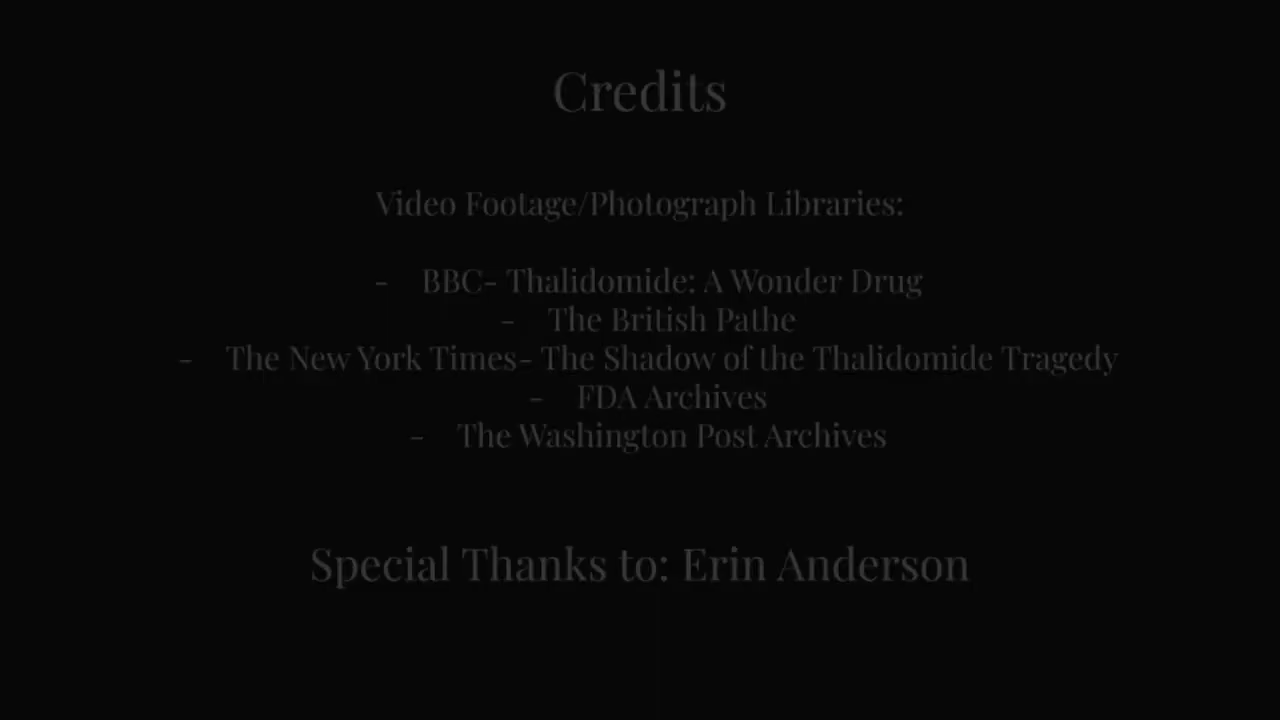 Credits
Video Footage/Photograph Libraries:
- BBC- Thalidomide: A Wonder Drug
- The British Pathe
- The New York Times- The Shadow of the Thalidomide Tragedy
- FDA Archives
- The Washington Post Archives
Special Thanks to: Erin Anderson